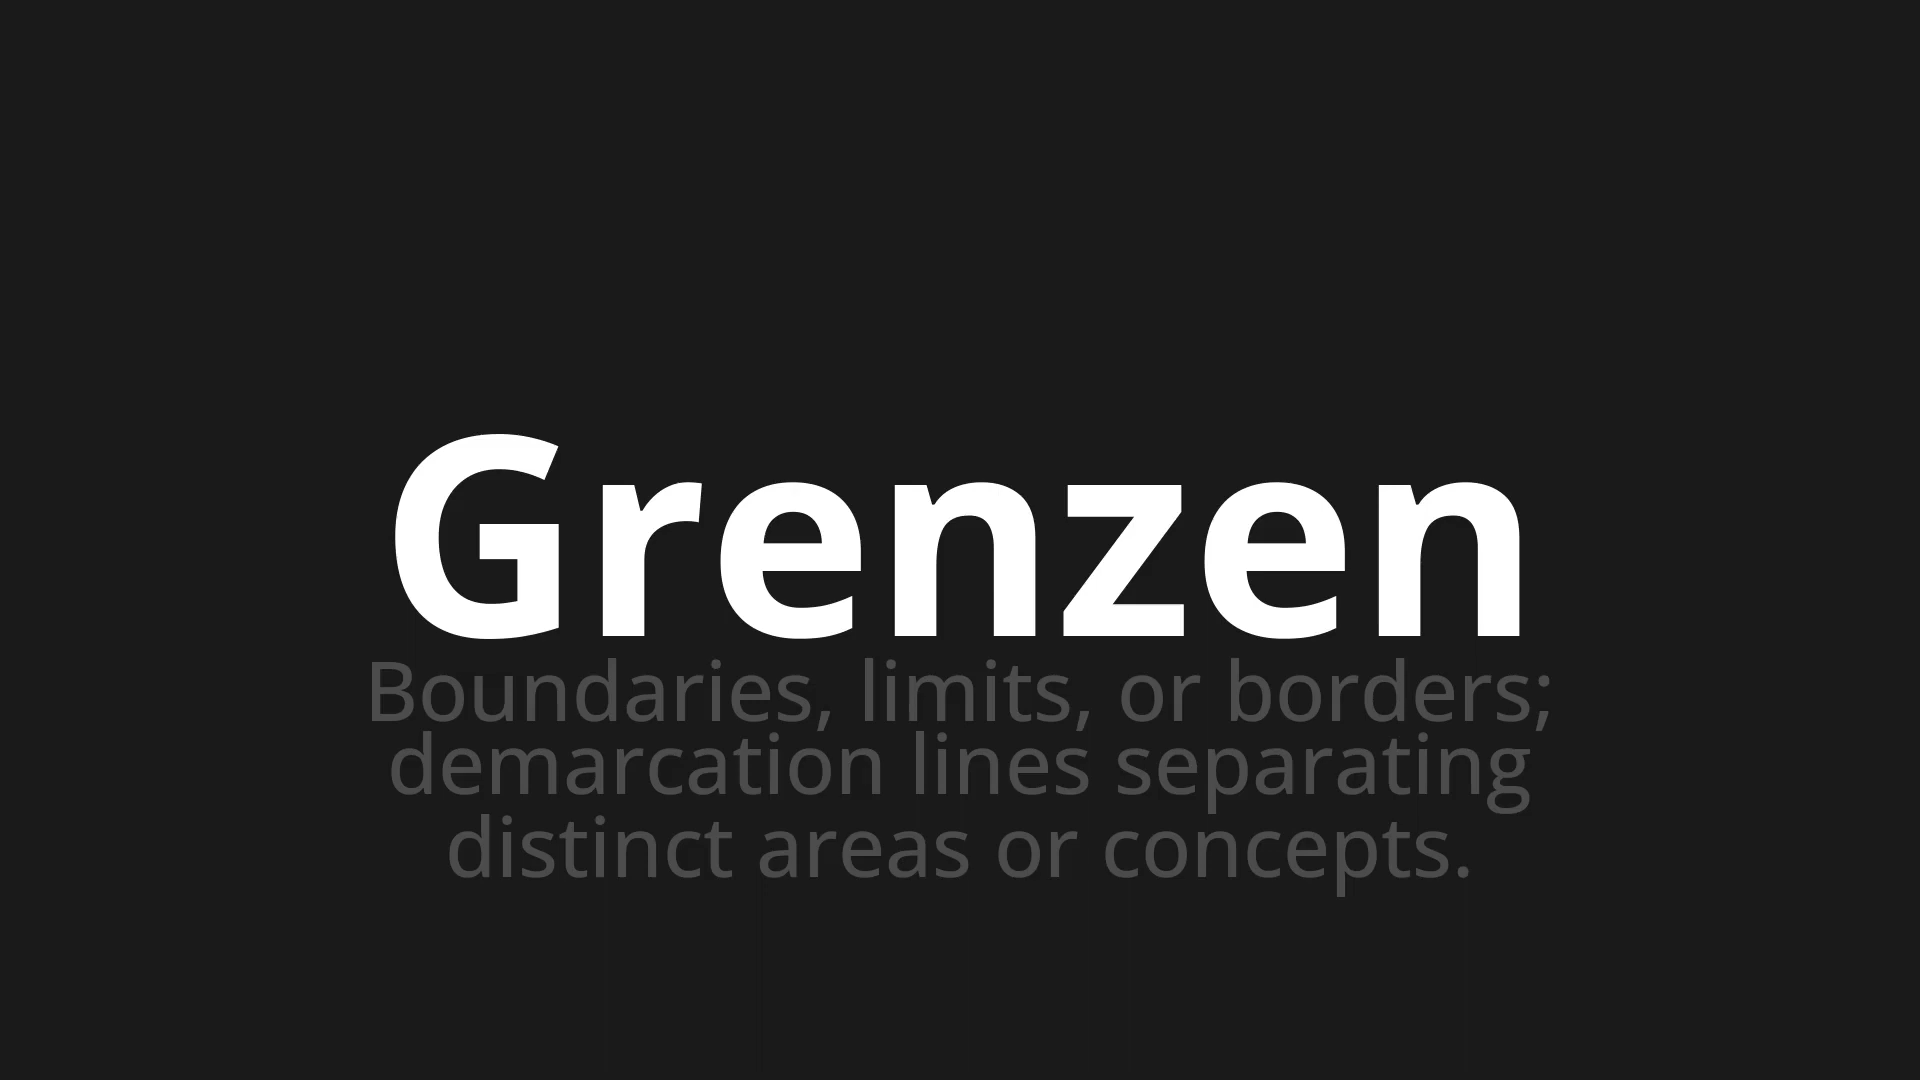 Grenzen
Boundaries, limits, or borders;
demarcation lines separating
distinct areas or concepts.